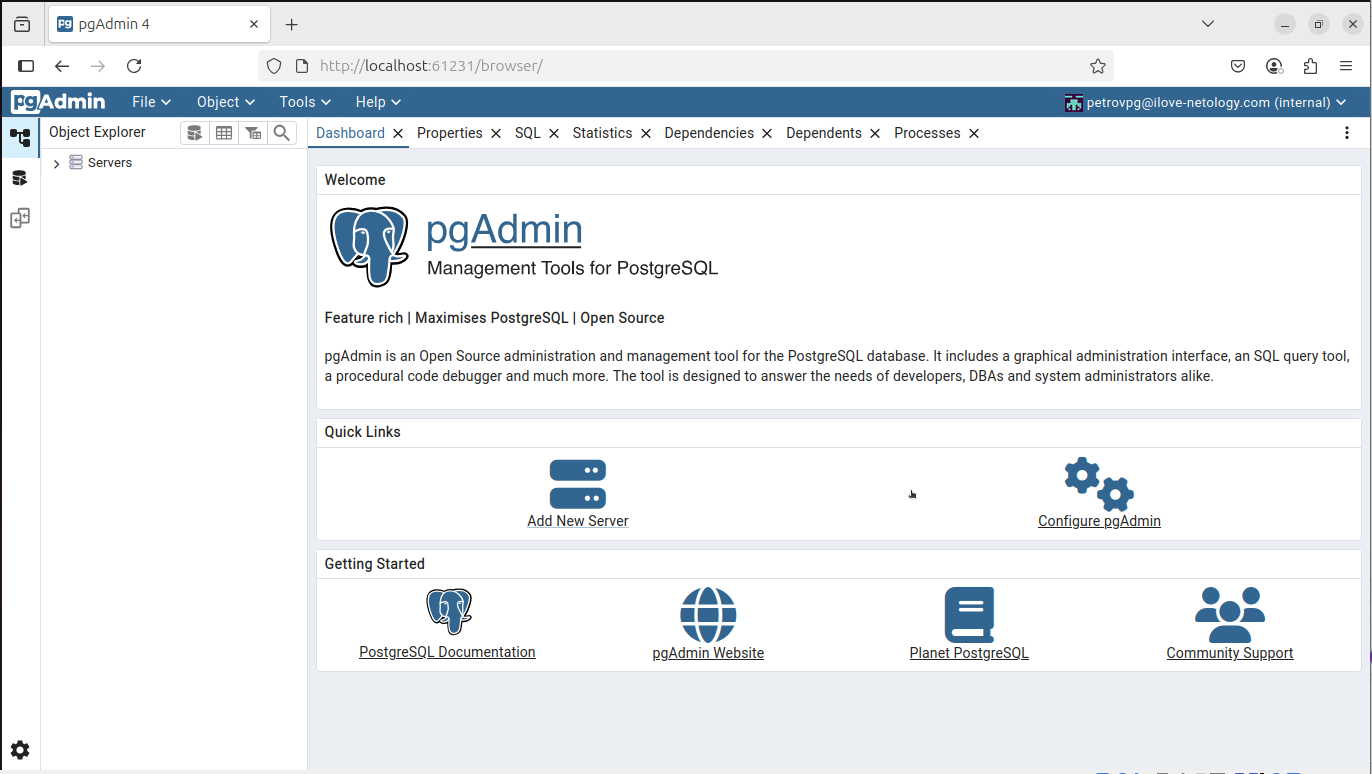 pgAdmin 4
http://localhost:61231/browser/
pgAdmin File Object Tools Help petrovpg@ilove-netology.com (internal)
Object Explorer
Dashboard Properties SQL Statistics Dependencies Dependents Processes
Servers
Welcome
pgAdmin
Management Tools for PostgreSQL
Feature rich | Maximises PostgreSQL | Open Source
pgAdmin is an Open Source administration and management tool for the PostgreSQL database. It includes a graphical administration interface, an SQL query tool,
a procedural code debugger and much more. The tool is designed to answer the needs of developers, DBAs and system administrators alike.
Quick Links
Add New Server Configure pgAdmin
Getting Started
PostgreSQL Documentation pgAdmin Website Planet PostgreSQL Community Support